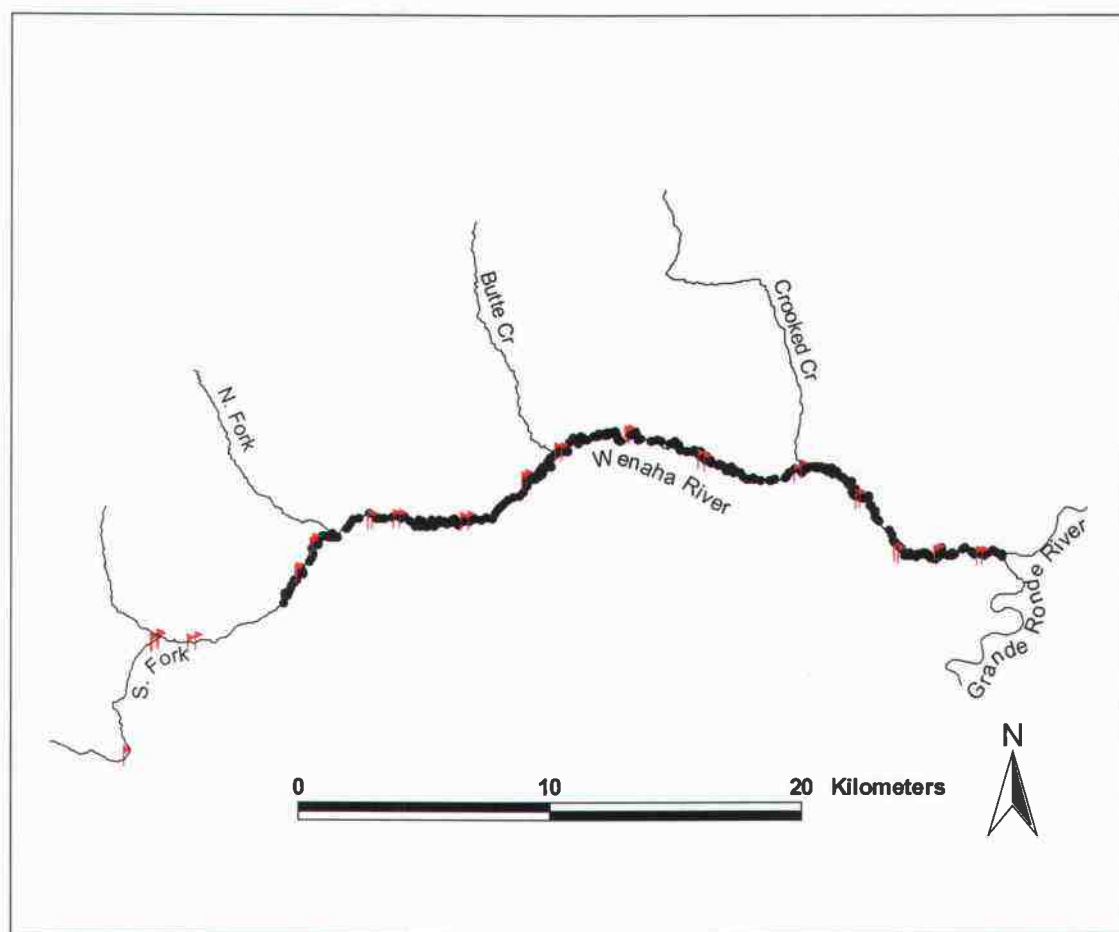 Crooked Cr
Butte Cr
N. Fork
Wenaha River
Grande Ronde River
S. Fork
N
0 10 20 Kilometers